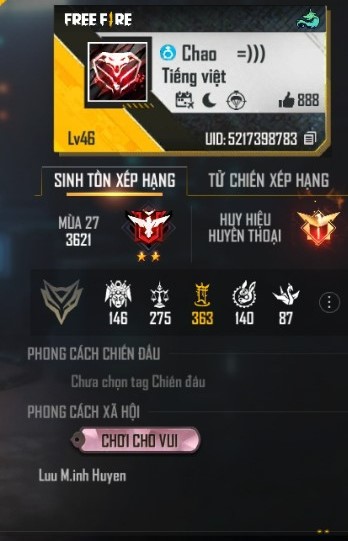 FREE FIRE
Chao =)))
Tiếng việt
888
Lv46
UID: 5217398783
SINH TỒN XẾP HẠNG
TỬ CHIẾN XẾP HẠNG
MÙA 27
3621
HUY HIỆU
HUYỀN THOẠI
146 275 363 140 87
PHONG CÁCH CHIẾN ĐẤU
Chưa chọn tag Chiến đấu
PHONG CÁCH XÃ HỘI
CHƠI CHO VUI
Luu M.inh Huyen